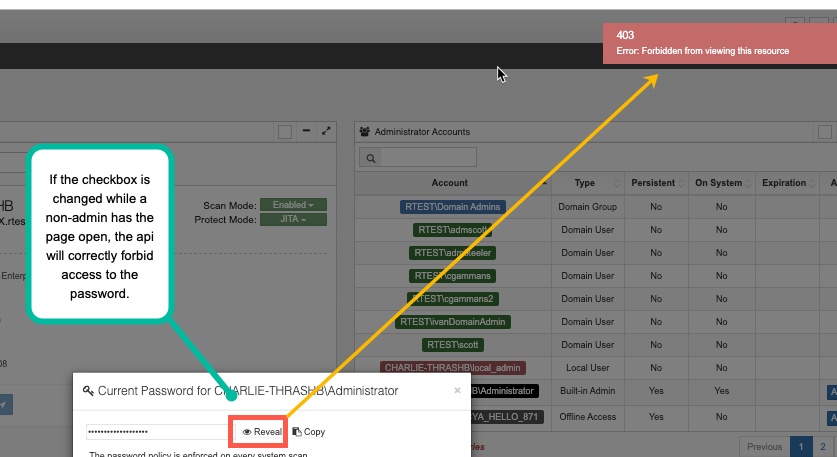 403
Error: Forbidden from viewing this resource
If the checkbox is
changed while a
non-admin has the
page open, the api
will correctly forbid
access to the
password.
HB
X.rtes
Scan Mode: Enabled
Protect Mode: JITA
Enterp
08
Administrator Accounts
Account Type Persistent On System Expiration A
RTEST\Domain Admins Domain Group No No
RTEST\admscott Domain User No No
RTEST\admkeeler Domain User No No
RTEST\cgammans Domain User No No
RTEST\cgammans2 Domain User No No
RTEST\ivanDomainAdmin Domain User No No
RTEST\scott Domain User No No
CHARLIE-THRASHB\local_admin Local User No No
B\Administrator Built-in Admin Yes Yes A
YA_HELLO_871 Offline Access Yes No A
ries
Previous 1 2
Current Password for CHARLIE-THRASHB\Administrator ×
Reveal Copy
The password policy is enforced on every system scan